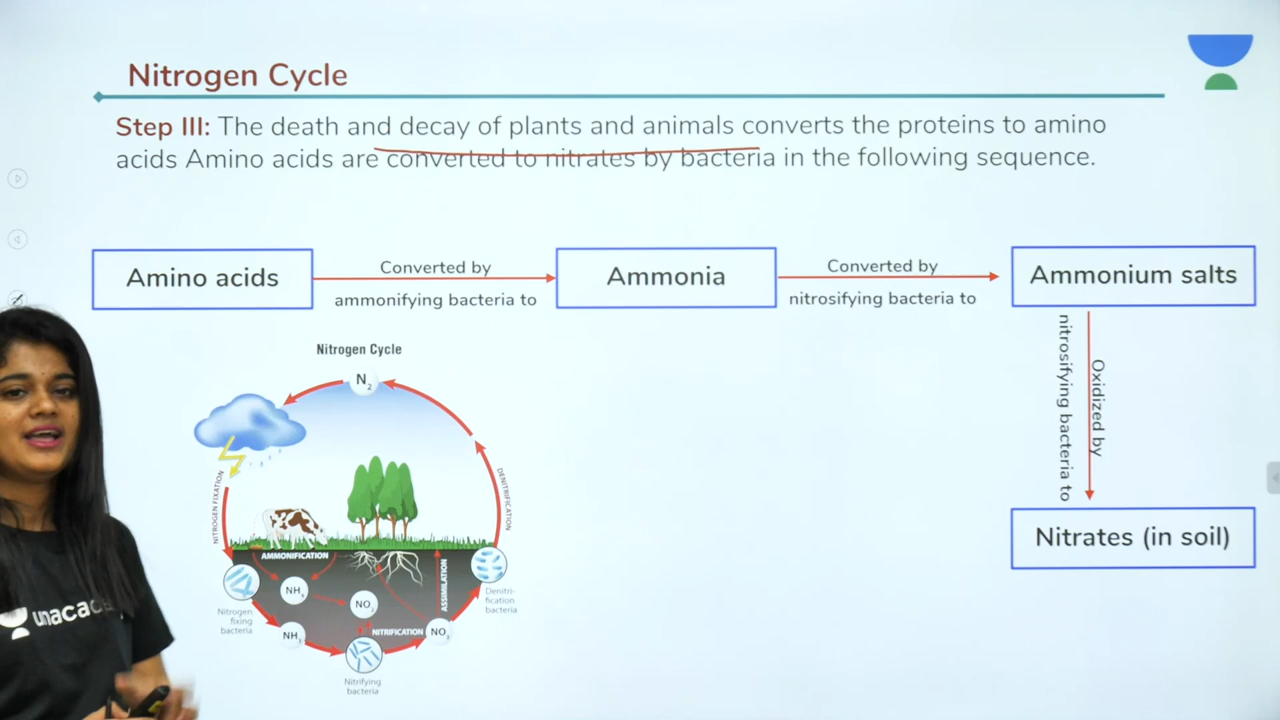 Nitrogen Cycle
Step III: The death and decay of plants and animals converts the proteins to amino
acids Amino acids are converted to nitrates by bacteria in the following sequence.
Amino acids
Converted by
ammonifying bacteria to
Ammonia
Converted by
nitrosifying bacteria to
Ammonium salts
nitrosifying bacteria to
Oxidized by
Nitrates (in soil)
Nitrogen Cycle
N2
NITROGEN FIXATION
DENITRIFICATION
AMMONIFICATION
NH4
NO2
ASSIMILATION
Denitri-
fication
bacteria
Nitrogen
fixing
bacteria
NH3
NITRIFICATION
NO3
Nitrifying
bacteria